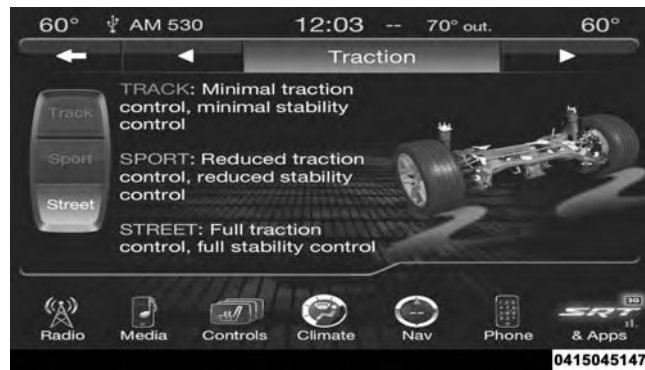 60° AM 530 12:03 -- 70° out. 60°
Traction
TRACK: Minimal traction
control, minimal stability
control
Track
Sport
Street
SPORT: Reduced traction
control, reduced stability
control
STREET: Full traction
control, full stability control
Radio Media Controls Climate Nav Phone SRT & Apps
3G
0415045147